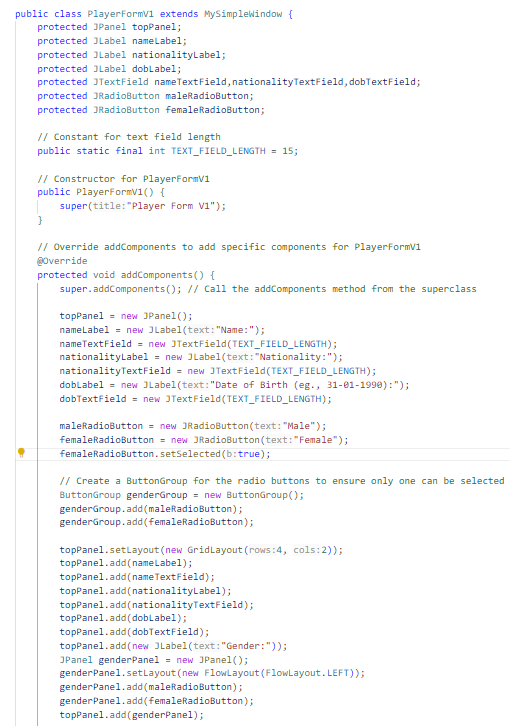 public class PlayerFormV1 extends MySimpleWindow {
protected JPanel topPanel;
protected JLabel nameLabel;
protected JLabel nationalityLabel;
protected JLabel dobLabel;
protected JTextField nameTextField,nationalityTextField,dobTextField;
protected JRadioButton maleRadioButton;
protected JRadioButton femaleRadioButton;
// Constant for text field length
public static final int TEXT_FIELD_LENGTH = 15;
// Constructor for PlayerFormV1
public PlayerFormV1() {
super(title:"Player Form V1");
}
// Override addComponents to add specific components for PlayerFormV1
@Override
protected void addComponents() {
super.addComponents(); // Call the addComponents method from the superclass
topPanel = new JPanel();
nameLabel = new JLabel(text:"Name:");
nameTextField = new JTextField(TEXT_FIELD_LENGTH);
nationalityLabel = new JLabel(text:"Nationality:");
nationalityTextField = new JTextField(TEXT_FIELD_LENGTH);
dobLabel = new JLabel(text:"Date of Birth (eg., 31-01-1990):");
dobTextField = new JTextField(TEXT_FIELD_LENGTH);
maleRadioButton = new JRadioButton(text:"Male");
femaleRadioButton = new JRadioButton(text:"Female");
femaleRadioButton.setSelected(b:true);
// Create a ButtonGroup for the radio buttons to ensure only one can be selected
ButtonGroup genderGroup = new ButtonGroup();
genderGroup.add(maleRadioButton);
genderGroup.add(femaleRadioButton);
topPanel.setLayout(new GridLayout(rows:4, cols:2));
topPanel.add(nameLabel);
topPanel.add(nameTextField);
topPanel.add(nationalityLabel);
topPanel.add(nationalityTextField);
topPanel.add(dobLabel);
topPanel.add(dobTextField);
topPanel.add(new JLabel(text:"Gender:"));
JPanel genderPanel = new JPanel();
genderPanel.setLayout(new FlowLayout(FlowLayout.LEFT));
genderPanel.add(maleRadioButton);
genderPanel.add(femaleRadioButton);
topPanel.add(genderPanel);